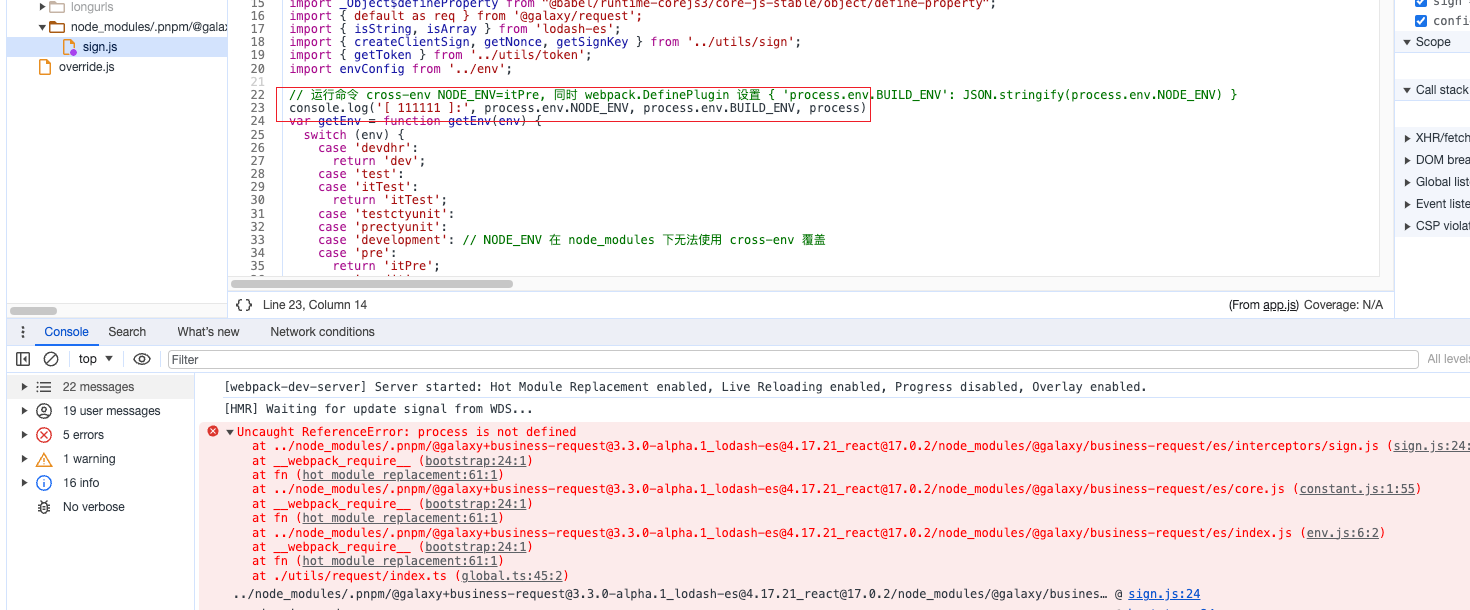 longurls
node_modules/.pnpm/@galax
sign.js
override.js
15 import _Object$defineProperty from "@babel/runtime-corejs3/core-js-stable/object/define-property";
16 import { default as req } from '@galaxy/request';
17 import { isString, isArray } from 'lodash-es';
18 import { createClientSign, getNonce, getSignKey } from '../utils/sign';
19 import { getToken } from '../utils/token';
20 import envConfig from '../env';
21
22 // 运行命令 cross-env NODE_ENV=itPre, 同时 webpack.DefinePlugin 设置 { 'process.env.BUILD_ENV': JSON.stringify(process.env.NODE_ENV) }
23 console.log('[ 111111 ]:', process.env.NODE_ENV, process.env.BUILD_ENV, process)
24 var getEnv = function getEnv(env) {
25 switch (env) {
26 case 'devdhr':
27 return 'dev';
28 case 'test':
29 case 'itTest':
30 return 'itTest';
31 case 'testctyunit':
32 case 'prectyunit':
33 case 'development': // NODE_ENV 在 node_modules 下无法使用 cross-env 覆盖
34 case 'pre':
35 return 'itPre';
confi
Scope
Call stack
XHR/fetch
DOM brea
Global list
Event liste
CSP violat
{ } Line 23, Column 14 (From app.js) Coverage: N/A
Console Search What's new Network conditions
top Filter All levels
22 messages
19 user messages
5 errors
1 warning
16 info
No verbose
[webpack-dev-server] Server started: Hot Module Replacement enabled, Live Reloading enabled, Progress disabled, Overlay enabled.
[HMR] Waiting for update signal from WDS...
Uncaught ReferenceError: process is not defined
at ../node_modules/.pnpm/@galaxy+business-request@3.3.0-alpha.1_lodash-es@4.17.21_react@17.0.2/node_modules/@galaxy/business-request/es/interceptors/sign.js (sign.js:24:
at __webpack_require__ (bootstrap:24:1)
at fn (hot module replacement:61:1)
at ../node_modules/.pnpm/@galaxy+business-request@3.3.0-alpha.1_lodash-es@4.17.21_react@17.0.2/node_modules/@galaxy/business-request/es/core.js (constant.js:1:55)
at __webpack_require__ (bootstrap:24:1)
at fn (hot module replacement:61:1)
at ../node_modules/.pnpm/@galaxy+business-request@3.3.0-alpha.1_lodash-es@4.17.21_react@17.0.2/node_modules/@galaxy/business-request/es/index.js (env.js:6:2)
at __webpack_require__ (bootstrap:24:1)
at fn (hot module replacement:61:1)
at ./utils/request/index.ts (global.ts:45:2)
../node_modules/.pnpm/@galaxy+business-request@3.3.0-alpha.1_lodash-es@4.17.21_react@17.0.2/node_modules/@galaxy/busines… @ sign.js:24